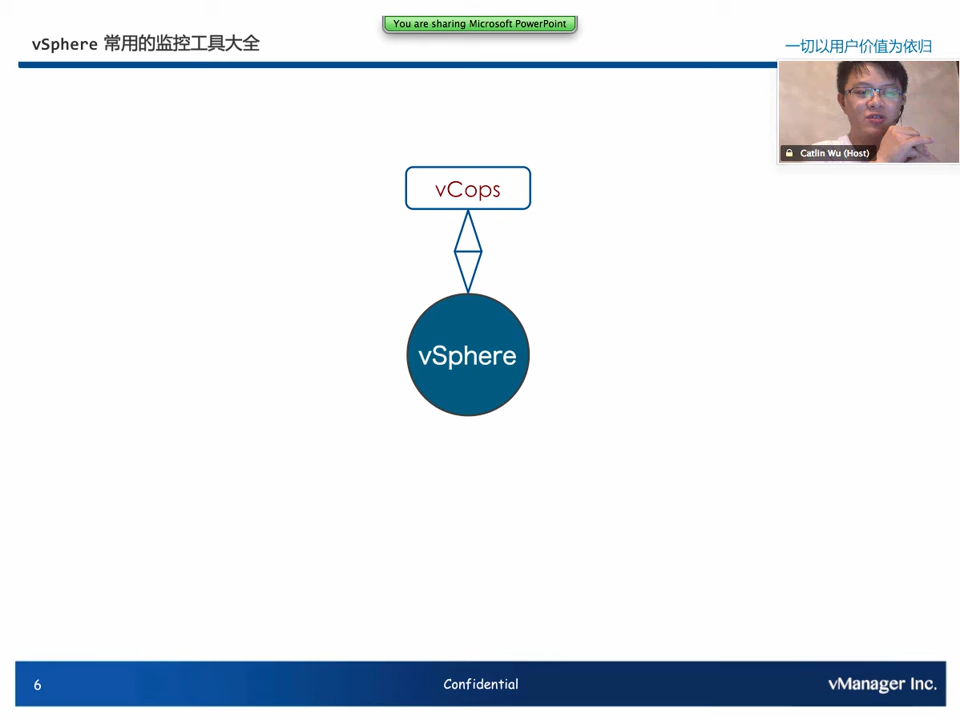 You are sharing Microsoft PowerPoint
vSphere 常用的监控工具大全
一切以用户价值为依归
Catlin Wu (Host)
vCops
vSphere
6
Confidential
vManager Inc.